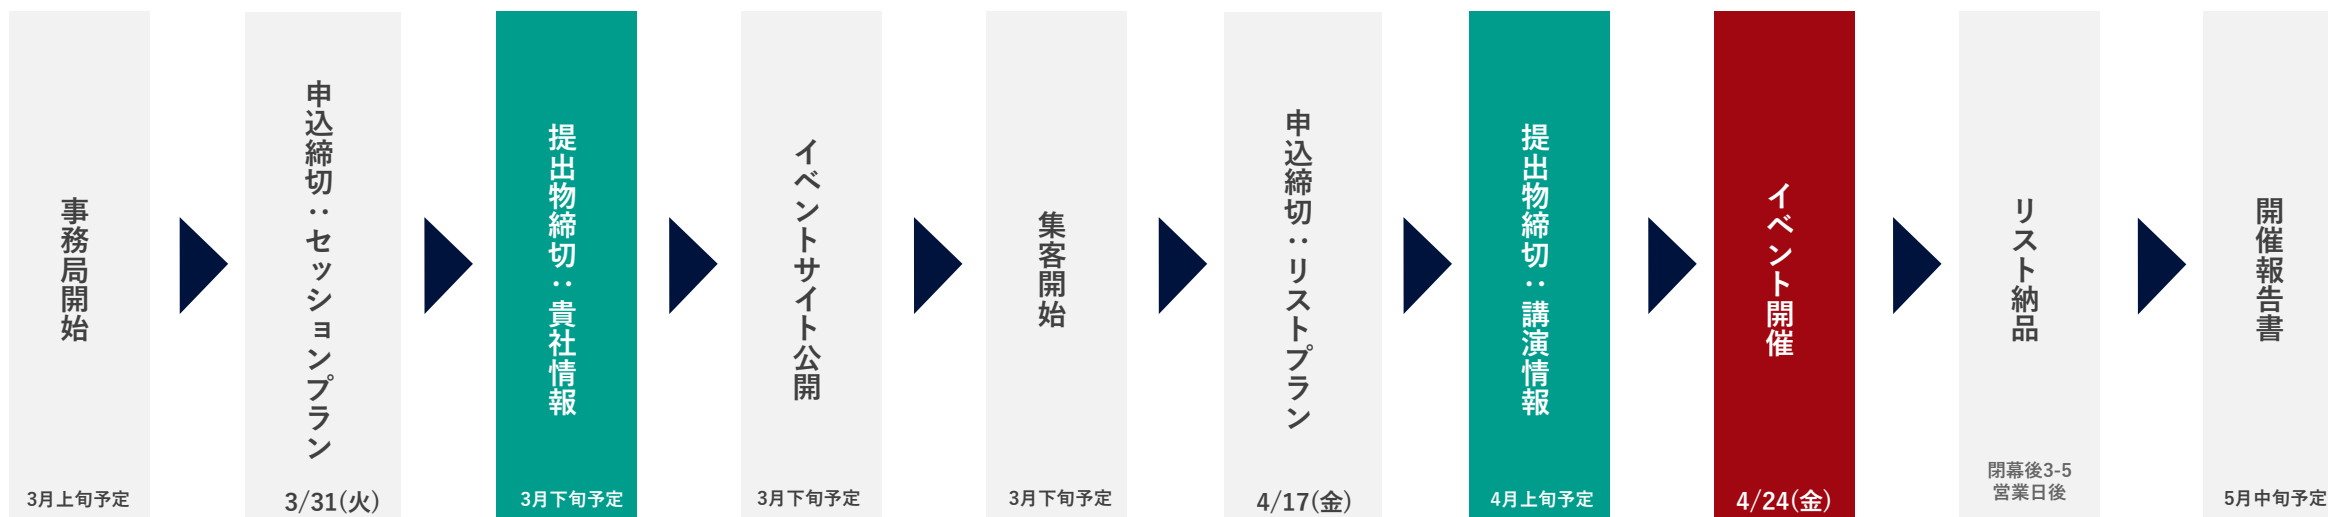 事務局開始
3月上旬予定
申込締切：セッションプラン
3/31(火)
提出物締切：貴社情報
3月下旬予定
イベントサイト公開
3月下旬予定
集客開始
3月下旬予定
申込締切：リストプラン
4/17(金)
提出物締切：講演情報
4月上旬予定
イベント開催
4/24(金)
リスト納品
閉幕後3-5
営業日後
開催報告書
5月中旬予定